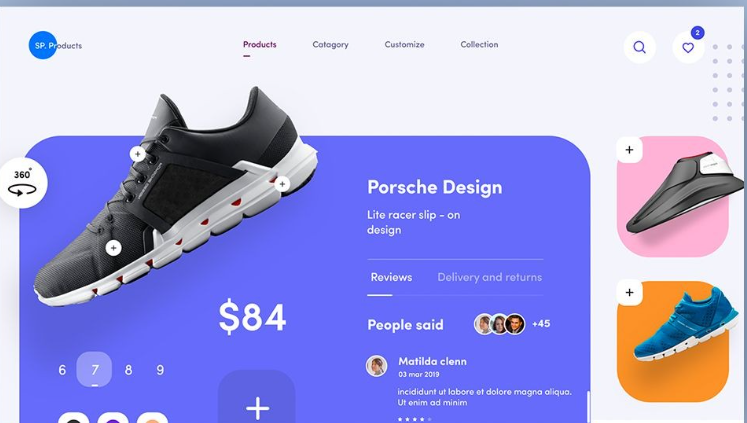 SP. Products
Products
Catagory
Customize
Collection
2
360°
Porsche Design
Lite racer slip - on
design
Reviews
Delivery and returns
$84
People said
+45
6
7
8
9
Matilda clenn
03 mar 2019
incididunt ut labore et dolore magna aliqua.
Ut enim ad minim